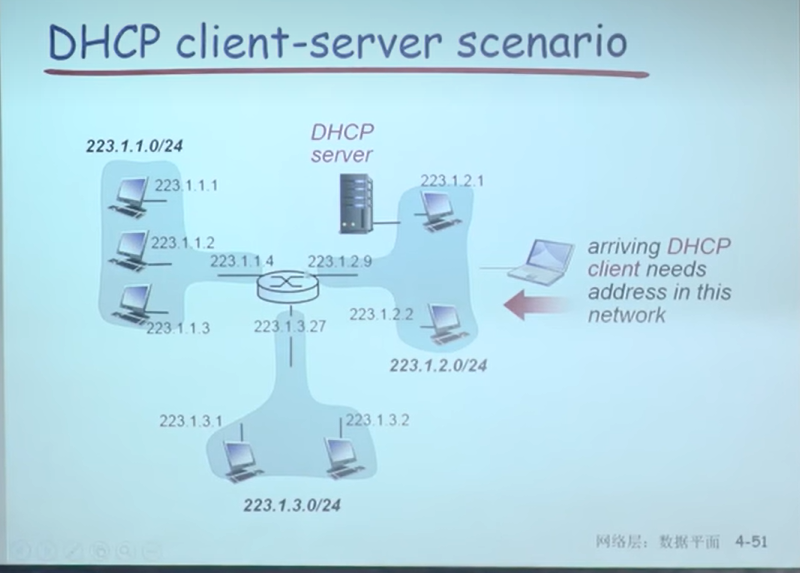 DHCP client-server scenario
223.1.1.0/24
DHCP
server
223.1.1.1
223.1.2.1
223.1.1.2
223.1.1.4
223.1.2.9
arriving DHCP
client needs
address in this
network
223.1.1.3
223.1.3.27
223.1.2.2
223.1.2.0/24
223.1.3.1
223.1.3.2
223.1.3.0/24
网络层：数据平面 4-51